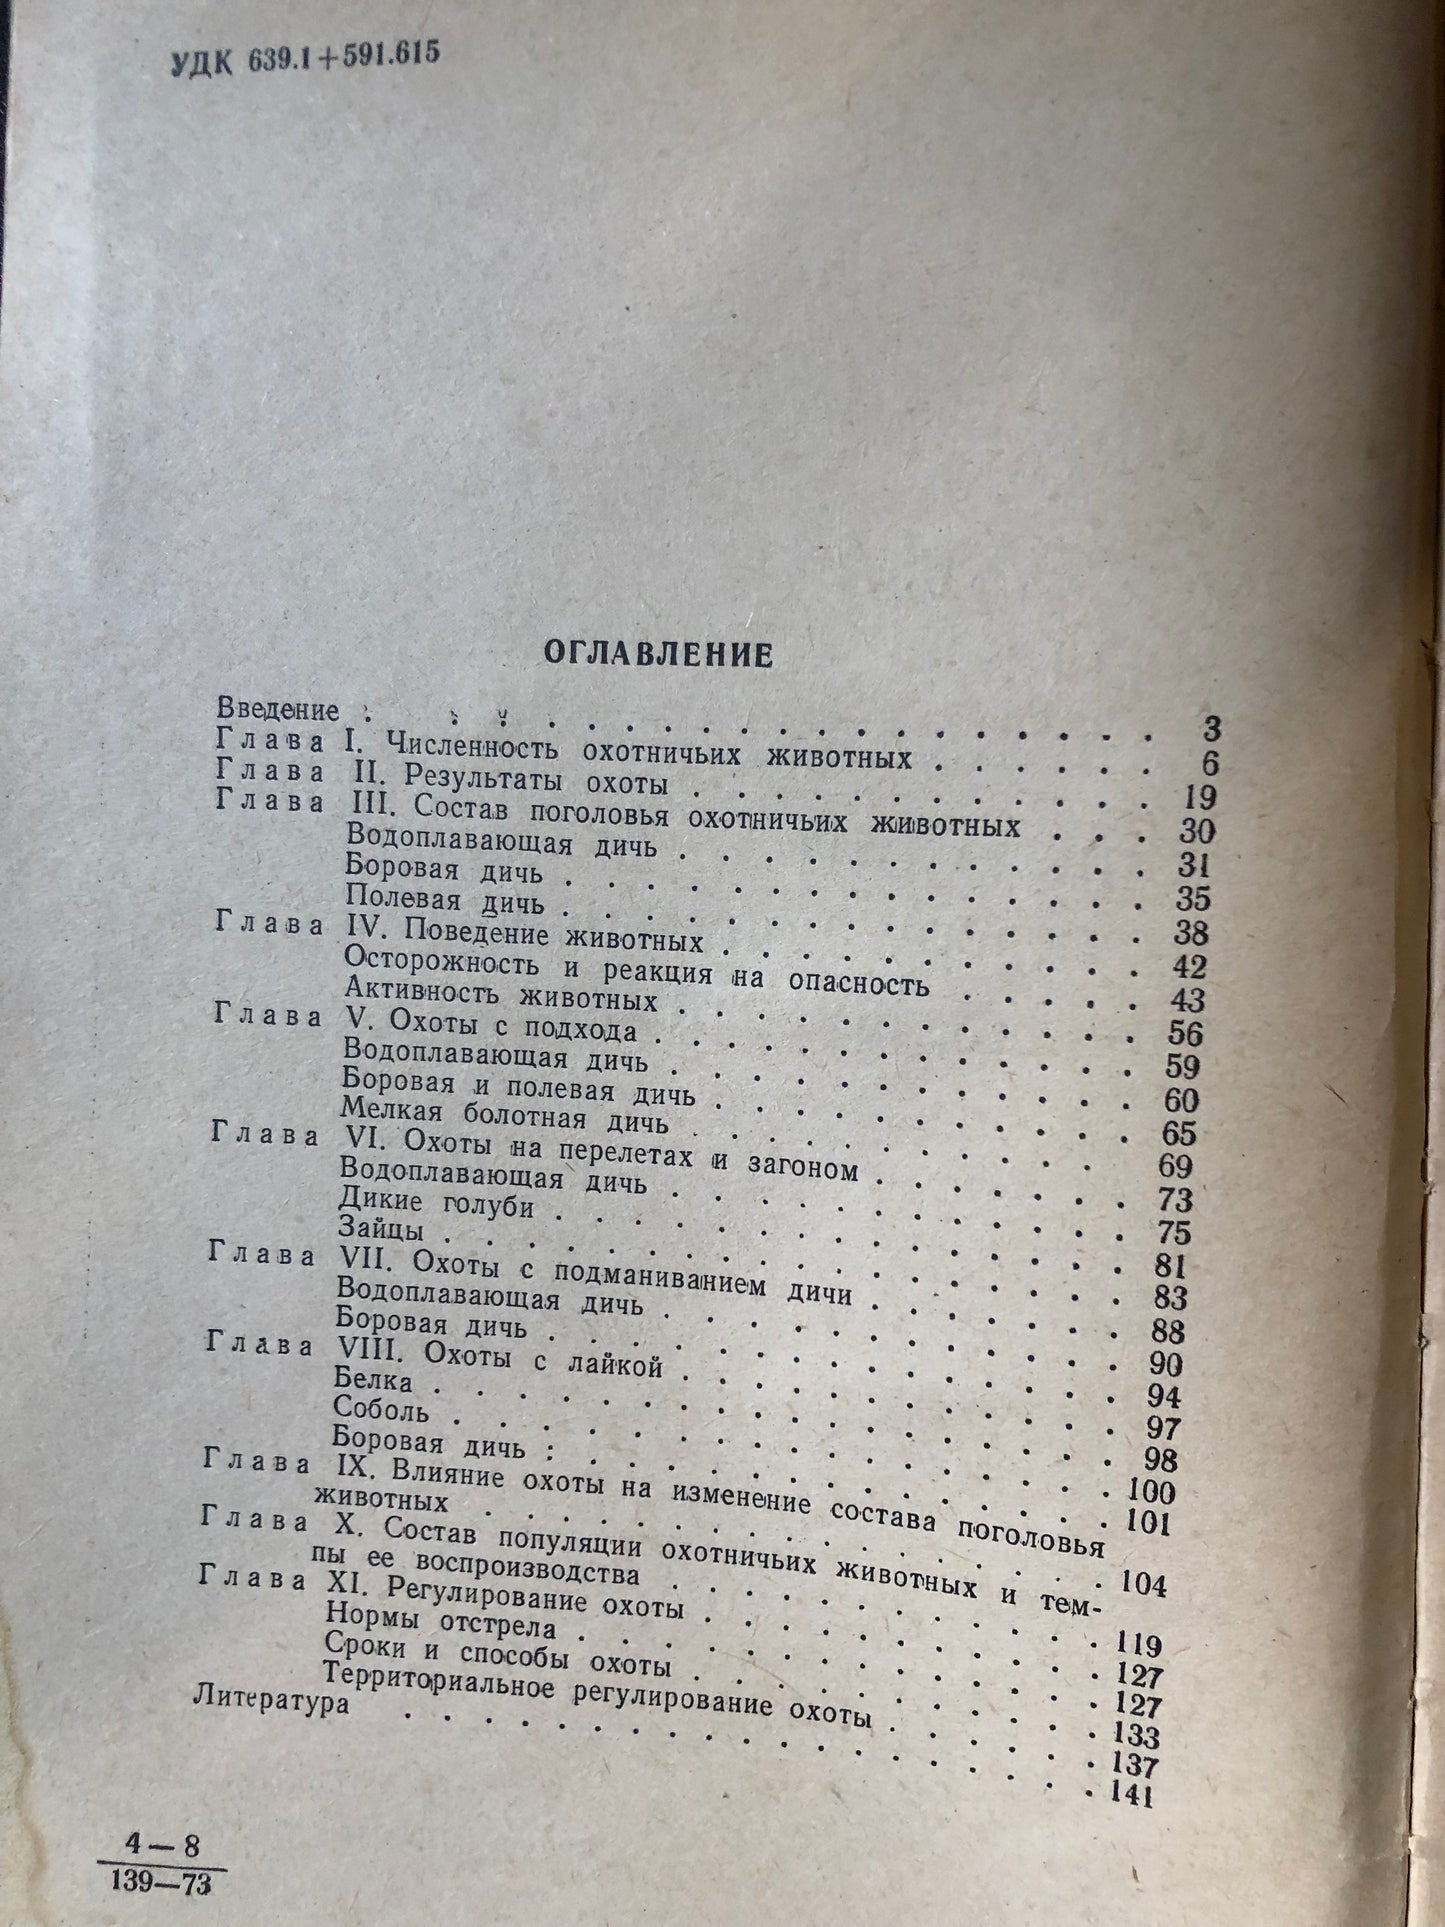 УДК 639.1+591.615
ОГЛАВЛЕНИЕ
Введение . . . . . . . . . . . . . . . . . . 3
Глава I. Численность охотничьих животных . . . . . . 6
Глава II. Результаты охоты . . . . . . . . . . . . 19
Глава III. Состав поголовья охотничьих животных . . . 30
Водоплавающая дичь . . . . . . . . . . . . 31
Боровая дичь . . . . . . . . . . . . . . . 35
Полевая дичь . . . . . . . . . . . . . . . 38
Глава IV. Поведение животных . . . . . . . . . . . 42
Осторожность и реакция на опасность . . . . . 43
Активность животных . . . . . . . . . . . . 56
Глава V. Охоты с подхода . . . . . . . . . . . . 59
Водоплавающая дичь . . . . . . . . . . . . 60
Боровая и полевая дичь . . . . . . . . . . . 65
Мелкая болотная дичь . . . . . . . . . . . 69
Глава VI. Охоты на перелетах и загоном . . . . . . . 73
Водоплавающая дичь . . . . . . . . . . . . 75
Дикие голуби . . . . . . . . . . . . . . . 81
Зайцы . . . . . . . . . . . . . . . . . 83
Глава VII. Охоты с подманиванием дичи . . . . . . . 88
Водоплавающая дичь . . . . . . . . . . . . 90
Боровая дичь . . . . . . . . . . . . . . . 94
Глава VIII. Охоты с лайкой . . . . . . . . . . . 97
Белка . . . . . . . . . . . . . . . . . 98
Соболь . . . . . . . . . . . . . . . . . 100
Боровая дичь : . . . . . . . . . . . . . . 101
Глава IX. Влияние охоты на изменение состава поголовья
животных . . . . . . . . . . . . . . . . 104
Глава X. Состав популяции охотничьих животных и тем-
пы ее воспроизводства . . . . . . . . . . . 119
Глава XI. Регулирование охоты . . . . . . . . . . 127
Нормы отстрела . . . . . . . . . . . . . . 127
Сроки и способы охоты . . . . . . . . . . . 133
Территориальное регулирование охоты . . . . . . 137
Литература . . . . . . . . . . . . . . . . . . 141
4—8
139—73